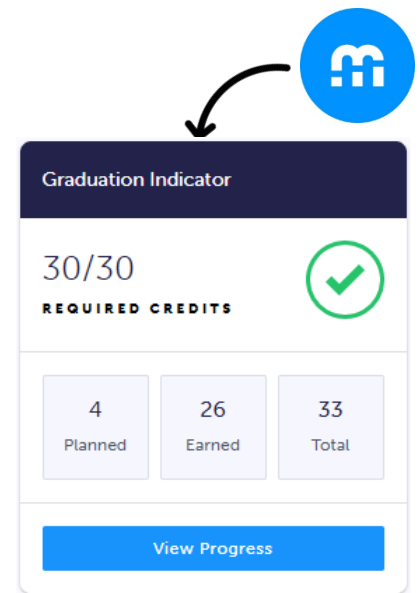 Graduation Indicator
30/30
REQUIRED CREDITS
4 26 33
Planned Earned Total
View Progress